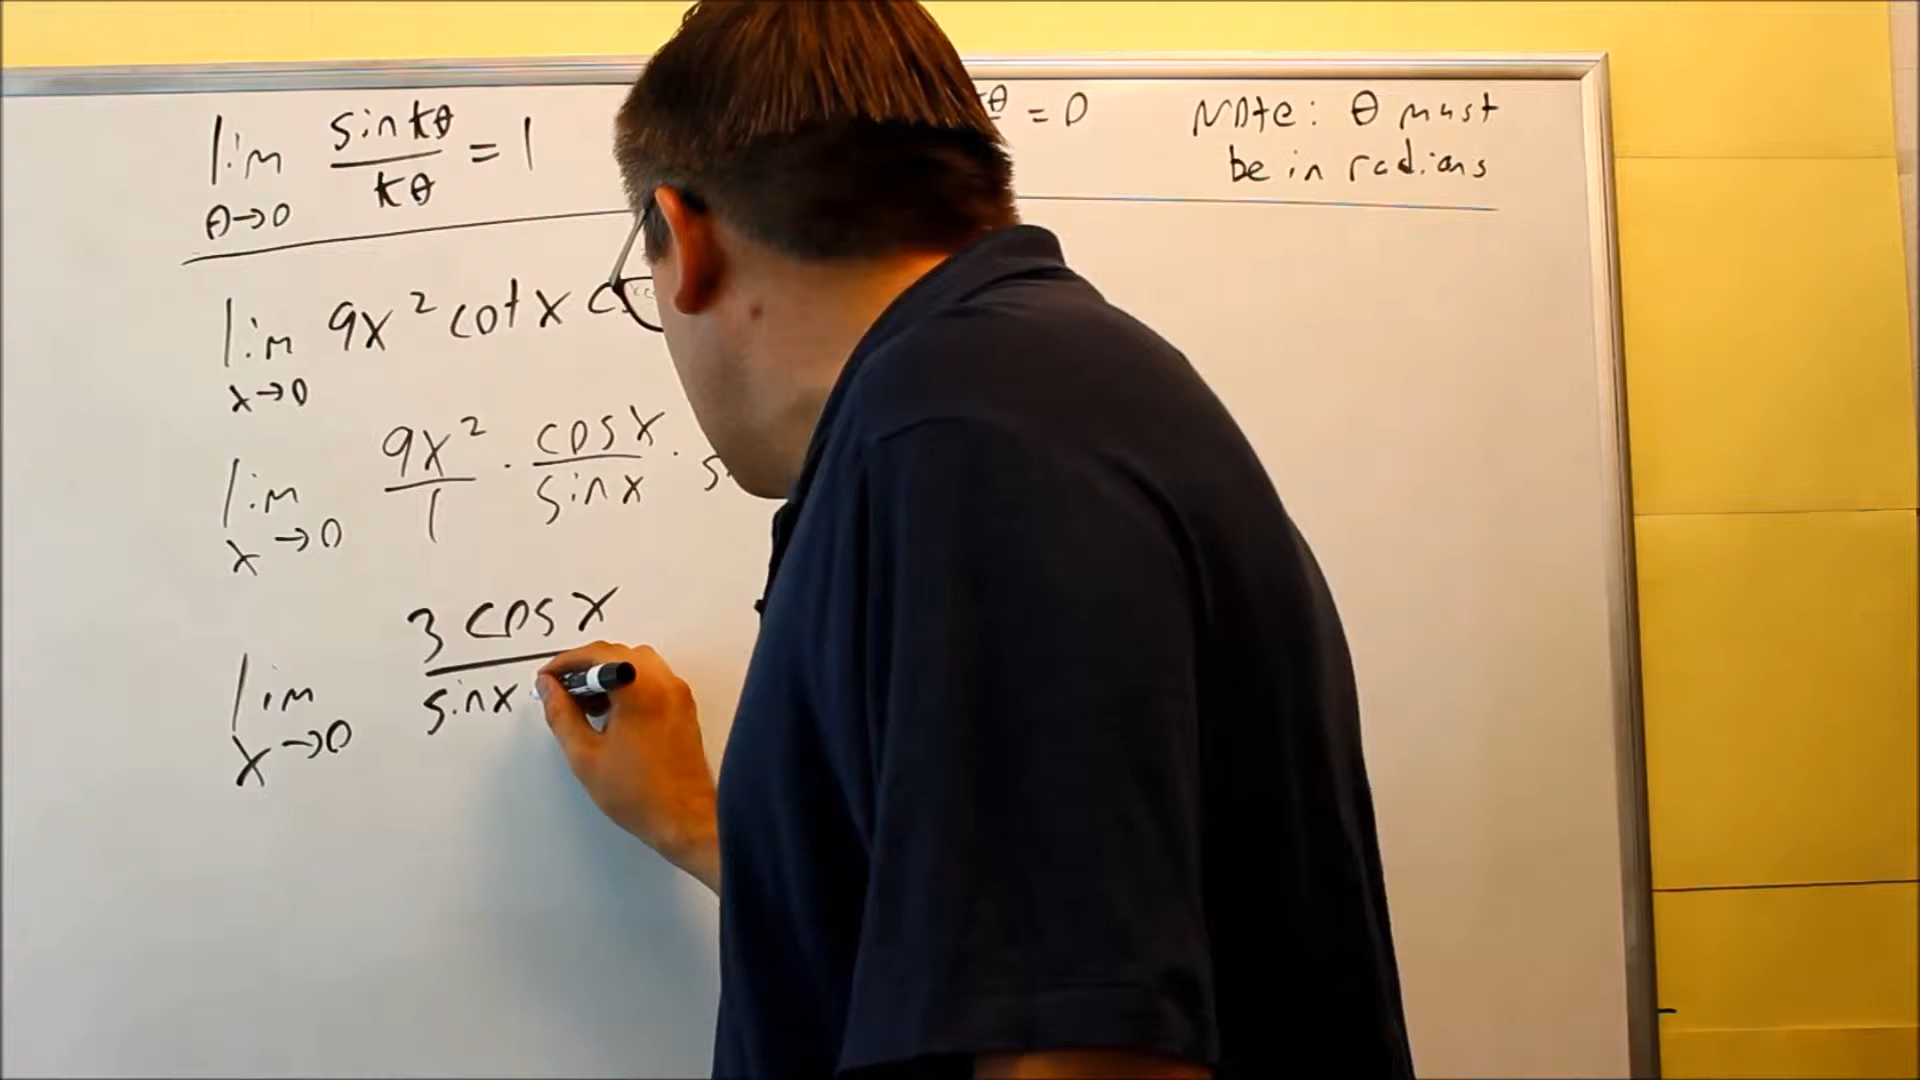 lim θ→0 sin kθ / kθ = 1
θ = 0
Note: θ must
be in radians
lim x→0 9x² cot x
lim x→0 9x²/1 · cos x / sin x ·
lim x→0 3 cos x / sin x